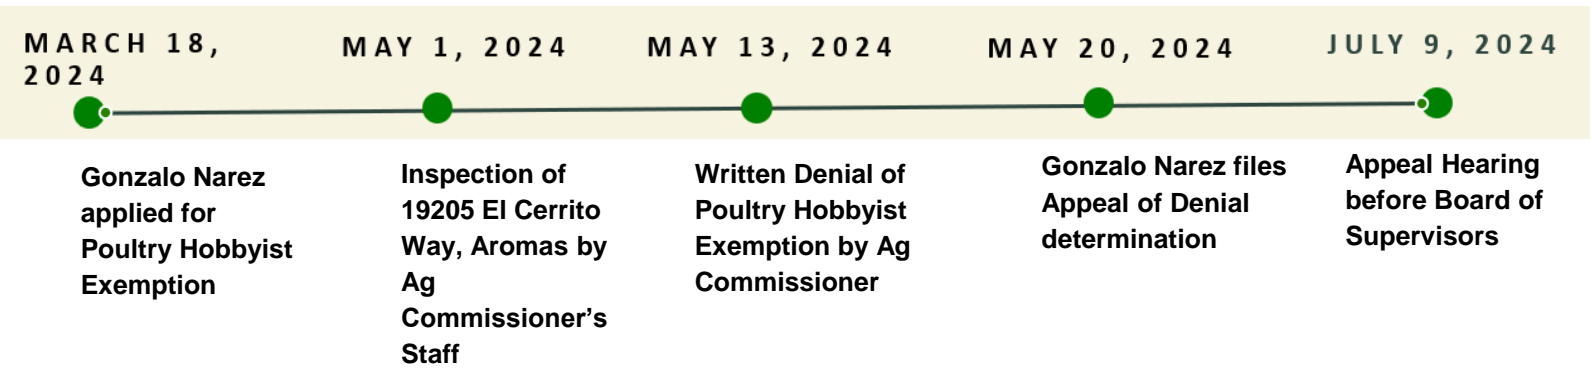 MARCH 18,
2024
MAY 1, 2024
MAY 13, 2024
MAY 20, 2024
JULY 9, 2024
Gonzalo Narez
applied for
Poultry Hobbyist
Exemption
Inspection of
19205 El Cerrito
Way, Aromas by
Ag
Commissioner’s
Staff
Written Denial of
Poultry Hobbyist
Exemption by Ag
Commissioner
Gonzalo Narez files
Appeal of Denial
determination
Appeal Hearing
before Board of
Supervisors